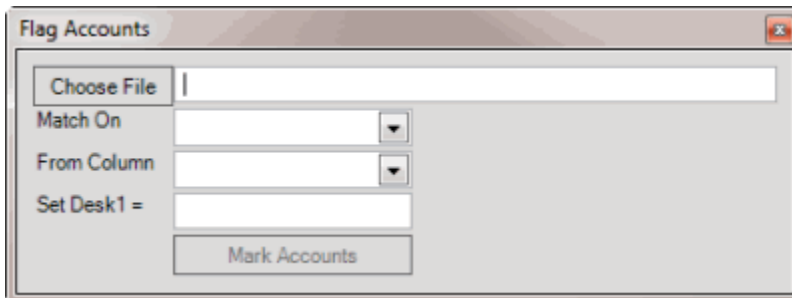 Flag Accounts
Choose File
Match On
From Column
Set Desk1 =
Mark Accounts